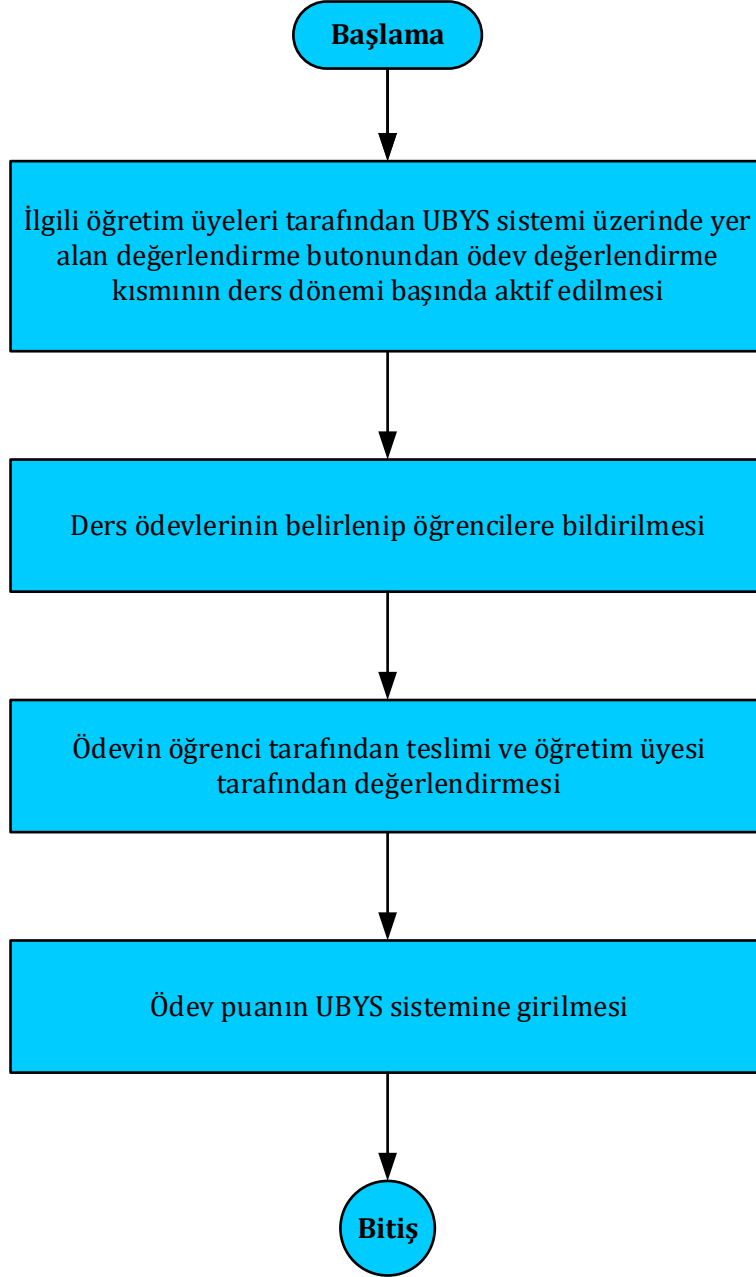 Başlama
İlgili öğretim üyeleri tarafından UBYS sistemi üzerinde yer
alan değerlendirme butonundan ödev değerlendirme
kısmının ders dönemi başında aktif edilmesi
Ders ödevlerinin belirlenip öğrencilere bildirilmesi
Ödevin öğrenci tarafından teslimi ve öğretim üyesi
tarafından değerlendirmesi
Ödev puanın UBYS sistemine girilmesi
Bitiş